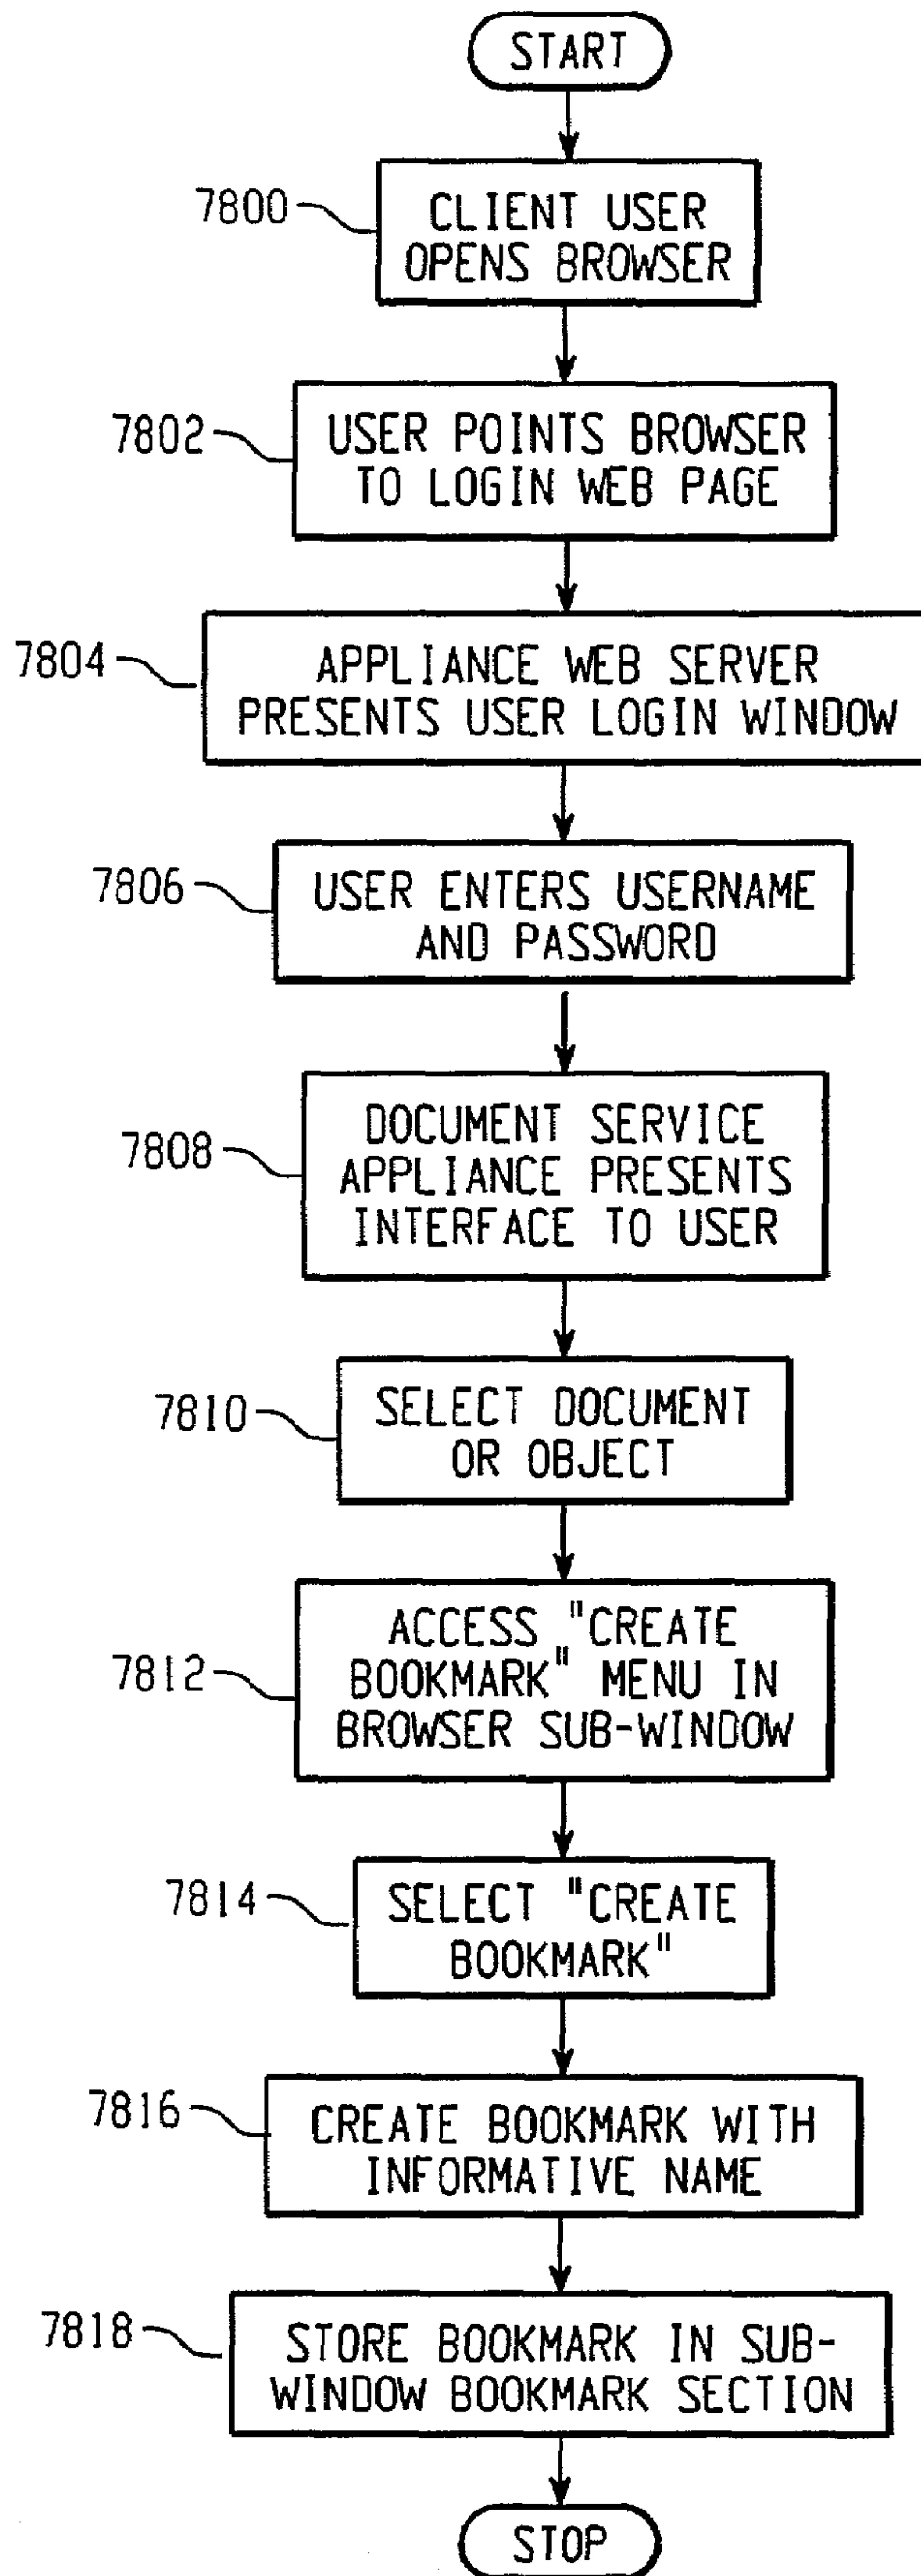 START
7800
CLIENT USER
OPENS BROWSER
7802
USER POINTS BROWSER
TO LOGIN WEB PAGE
7804
APPLIANCE WEB SERVER
PRESENTS USER LOGIN WINDOW
7806
USER ENTERS USERNAME
AND PASSWORD
7808
DOCUMENT SERVICE
APPLIANCE PRESENTS
INTERFACE TO USER
7810
SELECT DOCUMENT
OR OBJECT
7812
ACCESS "CREATE
BOOKMARK" MENU IN
BROWSER SUB-WINDOW
7814
SELECT "CREATE
BOOKMARK"
7816
CREATE BOOKMARK WITH
INFORMATIVE NAME
7818
STORE BOOKMARK IN SUB-
WINDOW BOOKMARK SECTION
STOP